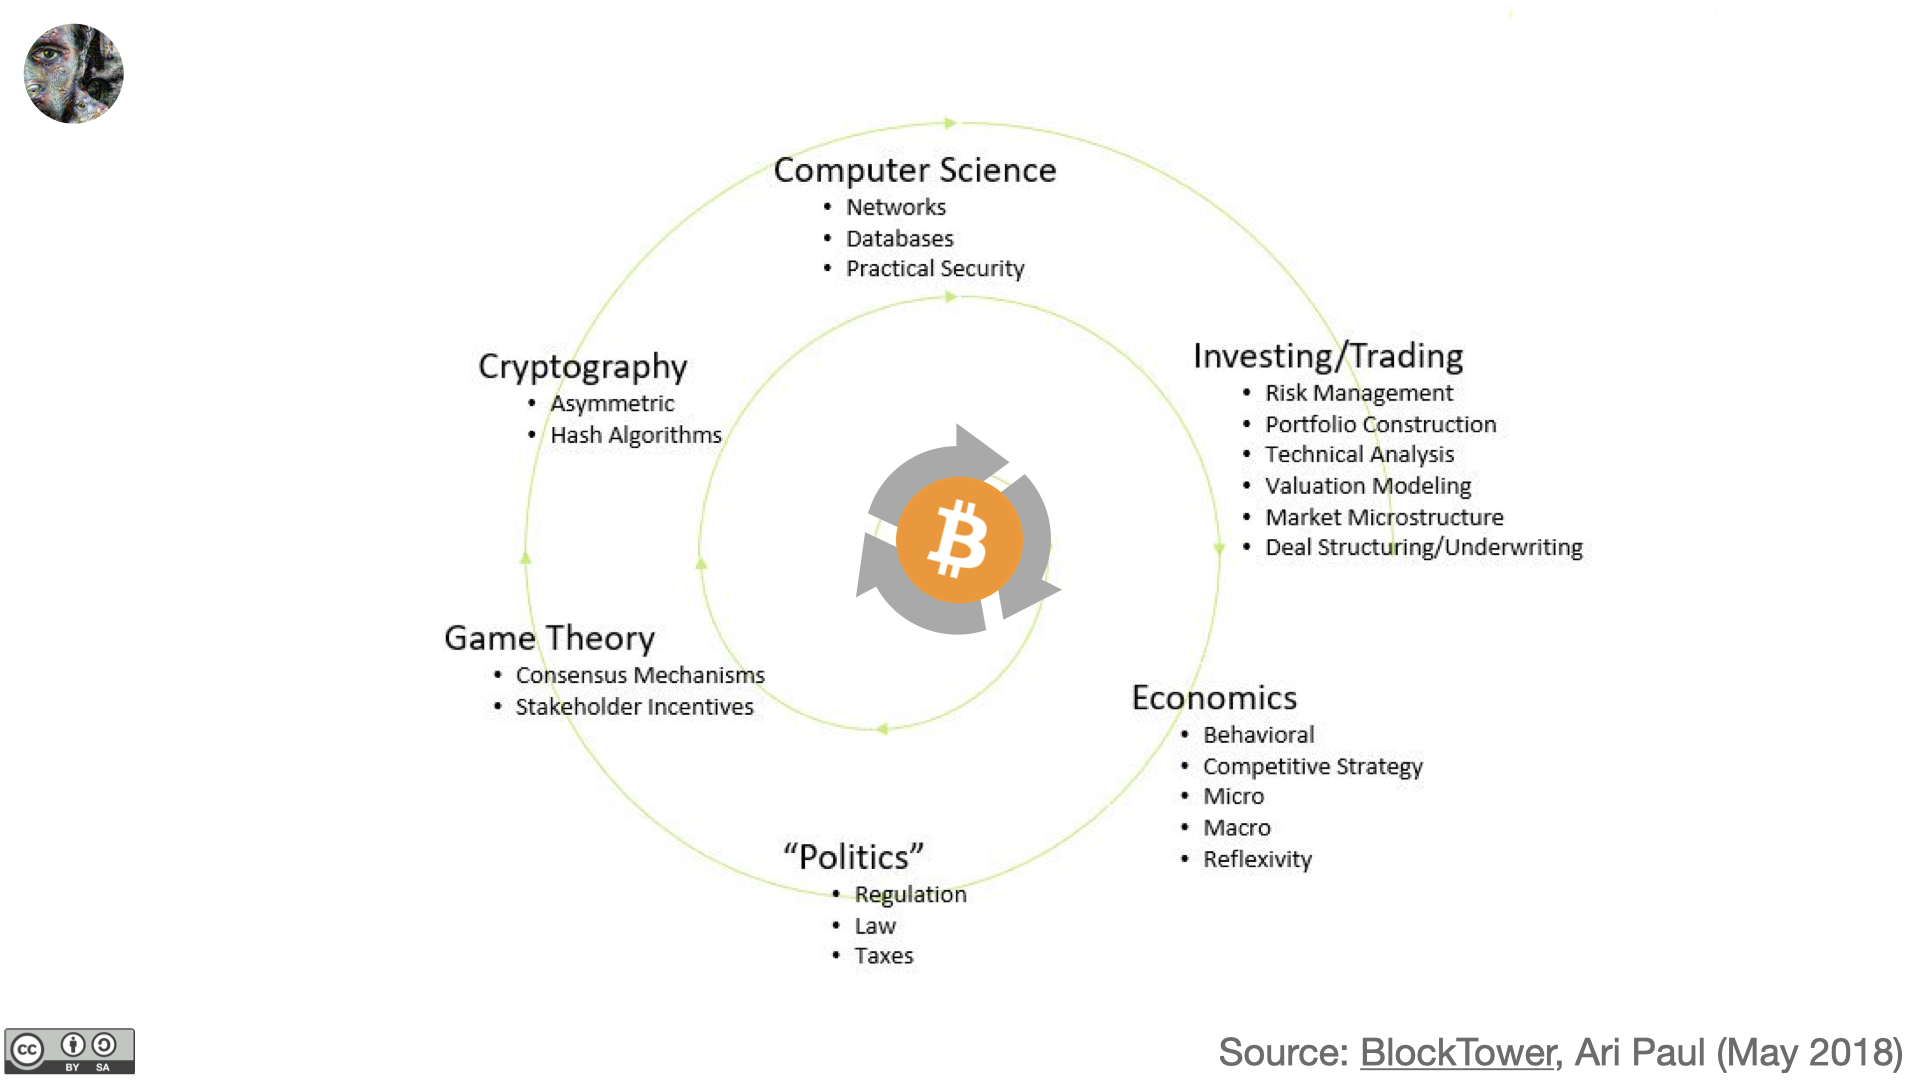 Computer Science
• Networks
• Databases
• Practical Security
Cryptography
• Asymmetric
• Hash Algorithms
Investing/Trading
• Risk Management
• Portfolio Construction
• Technical Analysis
• Valuation Modeling
• Market Microstructure
• Deal Structuring/Underwriting
Game Theory
• Consensus Mechanisms
• Stakeholder Incentives
Economics
• Behavioral
• Competitive Strategy
• Micro
• Macro
• Reflexivity
“Politics”
• Regulation
• Law
• Taxes
cc
BY SA
Source: BlockTower, Ari Paul (May 2018)